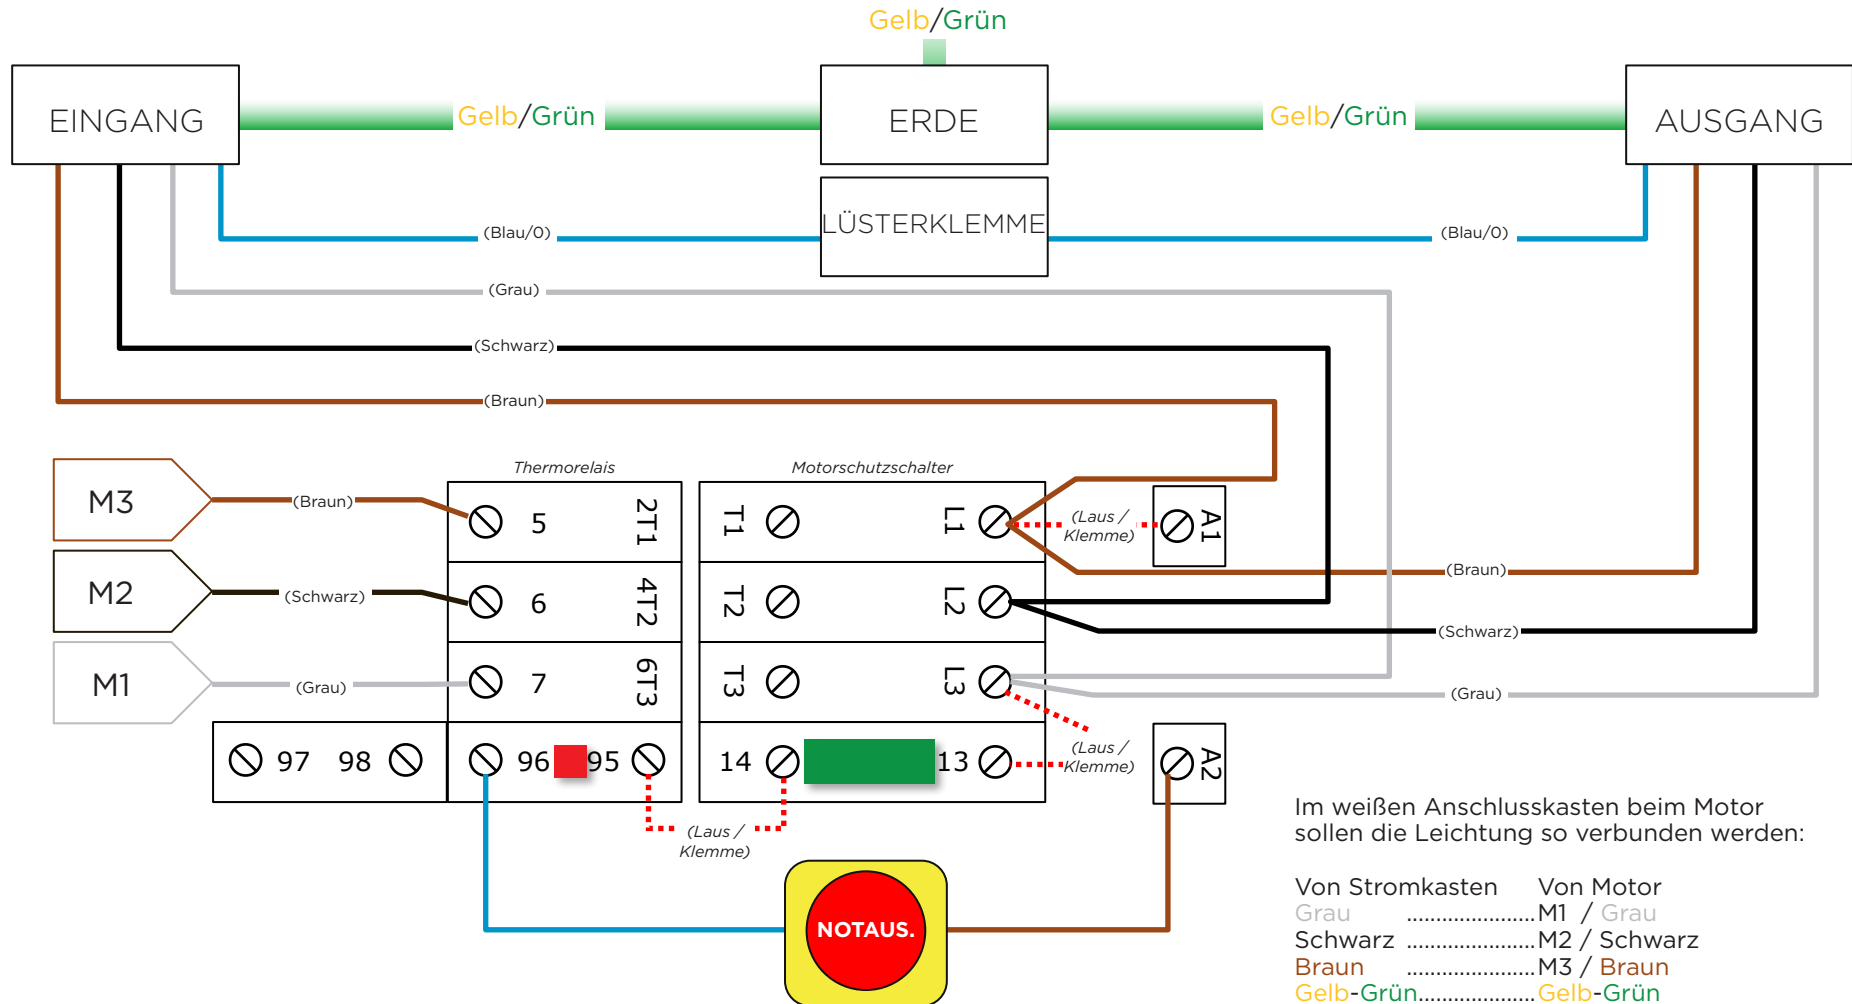 Gelb/Grün
EINGANG
Gelb/Grün
ERDE
Gelb/Grün
AUSGANG
LÜSTERKLEMME
(Blau/0)
(Blau/0)
(Grau)
(Schwarz)
(Braun)
Thermorelais
Motorschutzschalter
M3
(Braun)
5
2T1
T1
L1
(Laus /
Klemme)
A1
(Braun)
M2
(Schwarz)
6
4T2
T2
L2
(Schwarz)
M1
(Grau)
7
6T3
T3
L3
(Grau)
97
98
96
95
14
13
(Laus /
Klemme)
A2
(Laus /
Klemme)
NOTAUS.
Im weißen Anschlusskasten beim Motor
sollen die Leichtung so verbunden werden:
Von Stromkasten Von Motor
Grau ......................M1 / Grau
Schwarz ......................M2 / Schwarz
Braun ......................M3 / Braun
Gelb-Grün....................Gelb-Grün